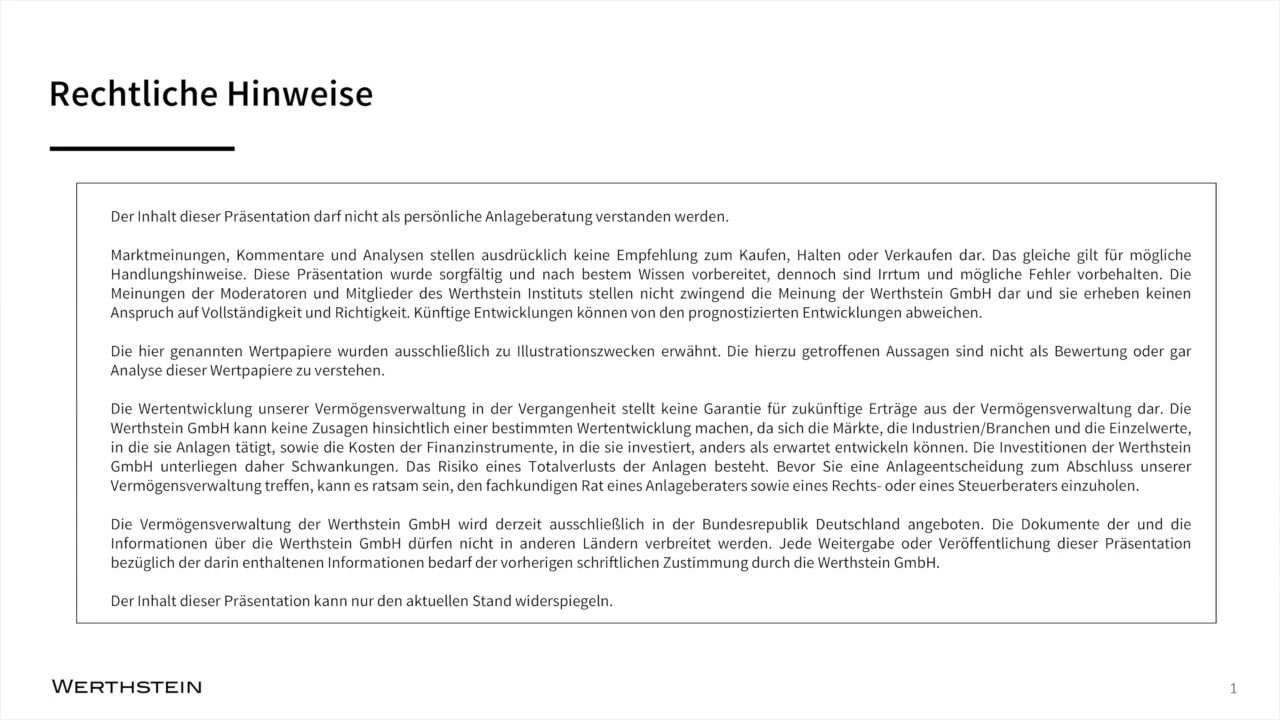 Rechtliche Hinweise
Der Inhalt dieser Präsentation darf nicht als persönliche Anlageberatung verstanden werden.
Marktmeinungen, Kommentare und Analysen stellen ausdrücklich keine Empfehlung zum Kaufen, Halten oder Verkaufen dar. Das gleiche gilt für mögliche
Handlungshinweise. Diese Präsentation wurde sorgfältig und nach bestem Wissen vorbereitet, dennoch sind Irrtum und mögliche Fehler vorbehalten. Die
Meinungen der Moderatoren und Mitglieder des Werthstein Instituts stellen nicht zwingend die Meinung der Werthstein GmbH dar und sie erheben keinen
Anspruch auf Vollständigkeit und Richtigkeit. Künftige Entwicklungen können von den prognostizierten Entwicklungen abweichen.
Die hier genannten Wertpapiere wurden ausschließlich zu Illustrationszwecken erwähnt. Die hierzu getroffenen Aussagen sind nicht als Bewertung oder gar
Analyse dieser Wertpapiere zu verstehen.
Die Wertentwicklung unserer Vermögensverwaltung in der Vergangenheit stellt keine Garantie für zukünftige Erträge aus der Vermögensverwaltung dar. Die
Werthstein GmbH kann keine Zusagen hinsichtlich einer bestimmten Wertentwicklung machen, da sich die Märkte, die Industrien/Branchen und die Einzelwerte,
in die sie Anlagen tätigt, sowie die Kosten der Finanzinstrumente, in die sie investiert, anders als erwartet entwickeln können. Die Investitionen der Werthstein
GmbH unterliegen daher Schwankungen. Das Risiko eines Totalverlusts der Anlagen besteht. Bevor Sie eine Anlageentscheidung zum Abschluss unserer
Vermögensverwaltung treffen, kann es ratsam sein, den fachkundigen Rat eines Anlageberaters sowie eines Rechts- oder eines Steuerberaters einzuholen.
Die Vermögensverwaltung der Werthstein GmbH wird derzeit ausschließlich in der Bundesrepublik Deutschland angeboten. Die Dokumente der und die
Informationen über die Werthstein GmbH dürfen nicht in anderen Ländern verbreitet werden. Jede Weitergabe oder Veröffentlichung dieser Präsentation
bezüglich der darin enthaltenen Informationen bedarf der vorherigen schriftlichen Zustimmung durch die Werthstein GmbH.
Der Inhalt dieser Präsentation kann nur den aktuellen Stand widerspiegeln.
WERTHSTEIN
1